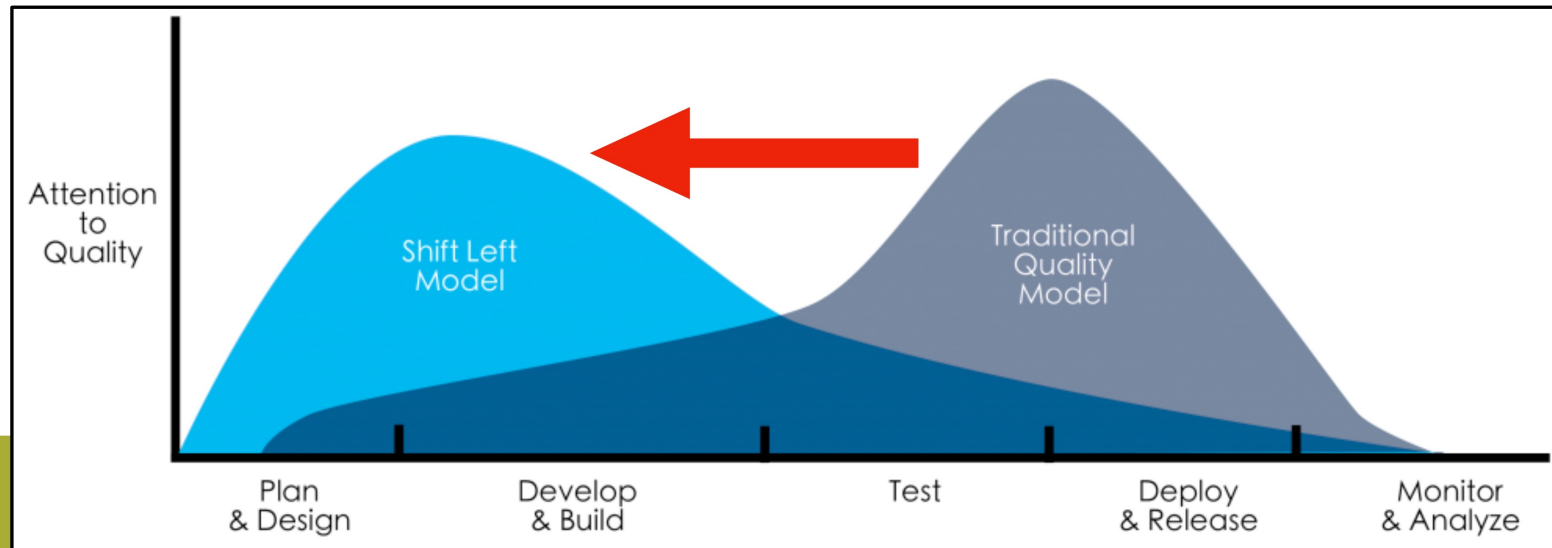 Attention
to
Quality
Shift Left
Model
Traditional
Quality
Model
Plan
& Design
Develop
& Build
Test
Deploy
& Release
Monitor
& Analyze